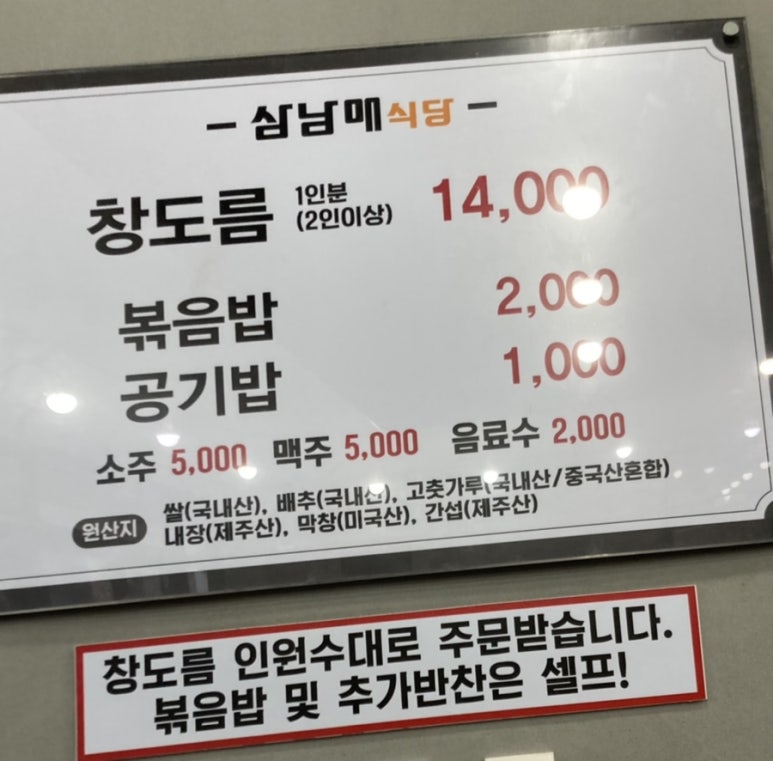 - 삼남매식당 -
창도름 1인분 (2인이상) 14,000
볶음밥 2,000
공기밥 1,000
소주 5,000 맥주 5,000 음료수 2,000
원산지 쌀(국내산), 배추(국내산), 고춧가루(국내산/중국산혼합)
내장(제주산), 막창(미국산), 간섭(제주산)
창도름 인원수대로 주문받습니다.
볶음밥 및 추가반찬은 셀프!